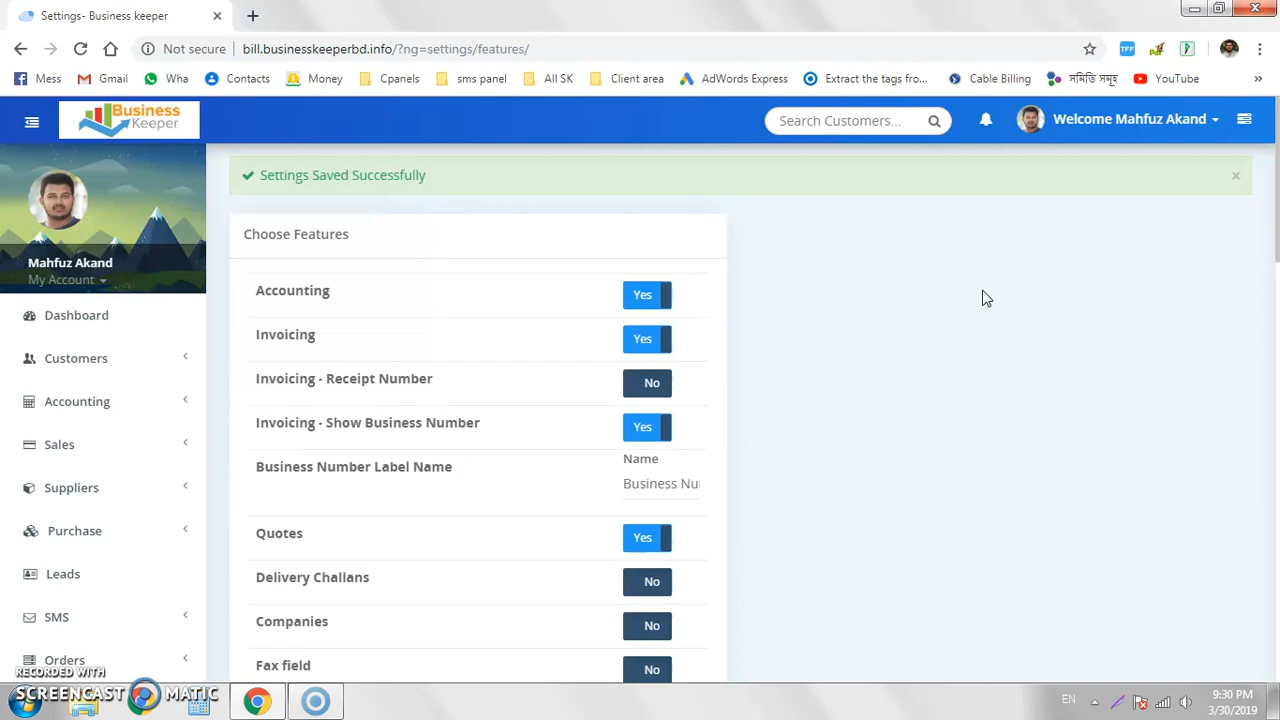 Settings- Business keeper
Not secure
bill.businesskeeperbd.info/?ng=settings/features/
Mess
Gmail
Wha
Contacts
Money
Cpanels
sms panel
All SK
Client area
AdWords Express
Extract the tags fro...
Cable Billing
সমিতি সমূহ
YouTube
»
Business
Keeper
Search Customers...
Welcome Mahfuz Akand
Settings Saved Successfully
×
Mahfuz Akand
My Account
Dashboard
Customers
Accounting
Sales
Suppliers
Purchase
Leads
SMS
Orders
Choose Features
Accounting
Yes
Invoicing
Yes
Invoicing - Receipt Number
No
Invoicing - Show Business Number
Yes
Business Number Label Name
Name
Business Nu
Quotes
Yes
Delivery Challans
No
Companies
No
Fax field
No
RECORDED WITH
SCREENCAST MATIC
EN
9:30 PM
3/30/2019